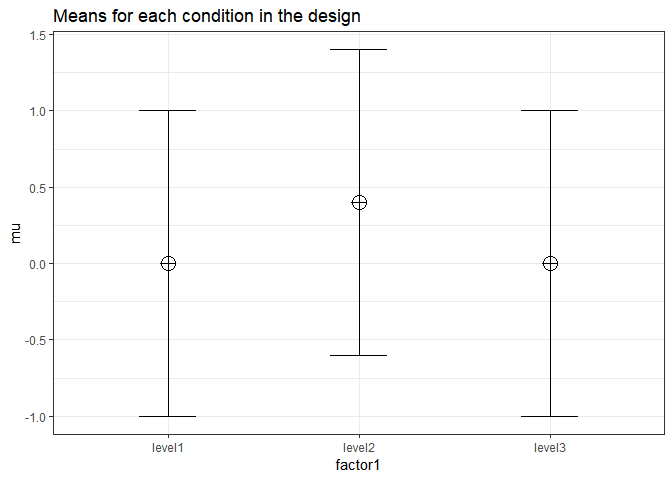 Means for each condition in the design
1.5
1.0
0.5
0.0
-0.5
-1.0
mu
level1 level2 level3
factor1